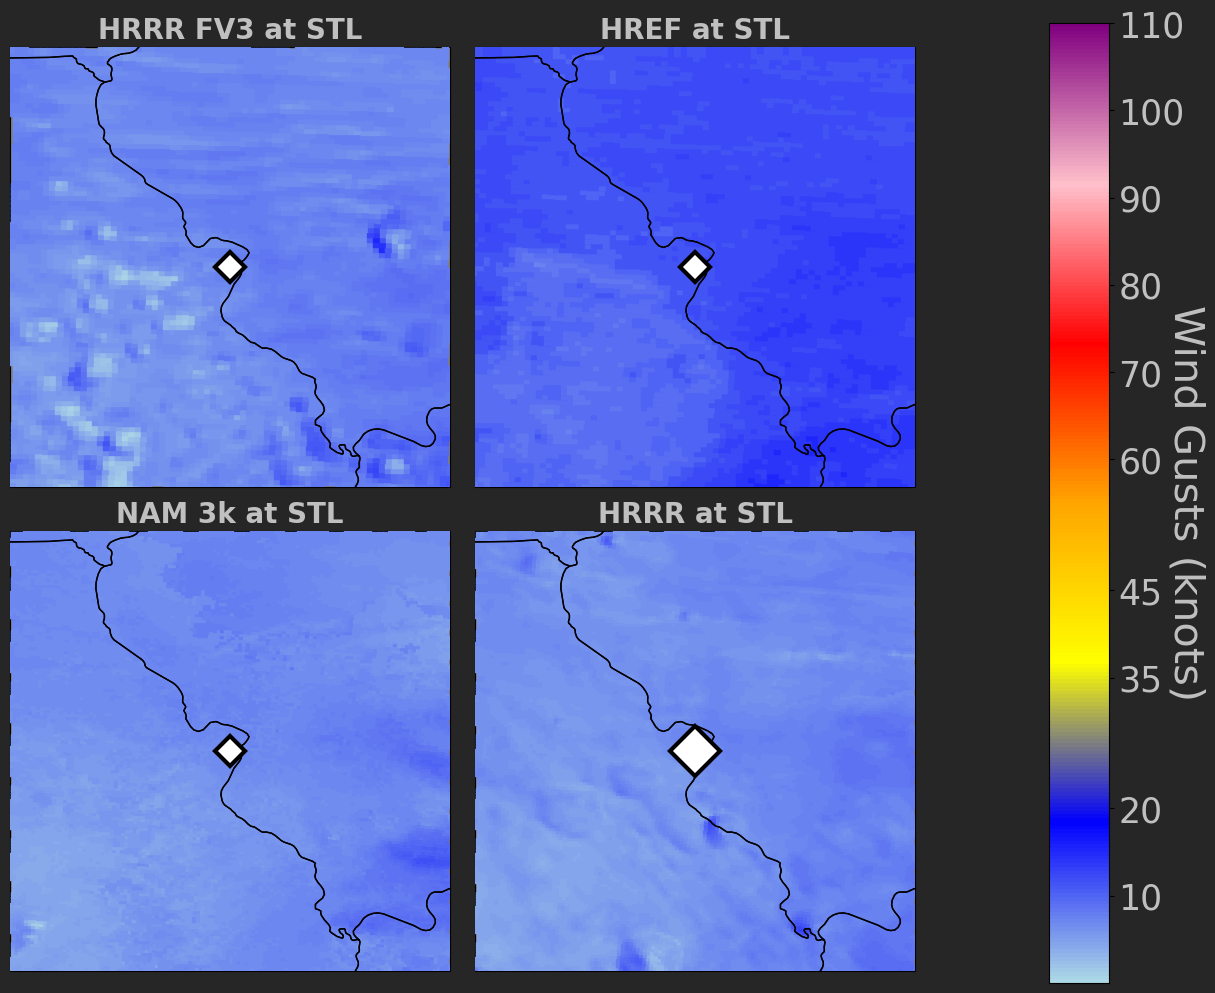 HRRR FV3 at STL
HREF at STL
NAM 3k at STL
HRRR at STL
110
100
90
80
70
60
45
35
20
10
Wind Gusts (knots)